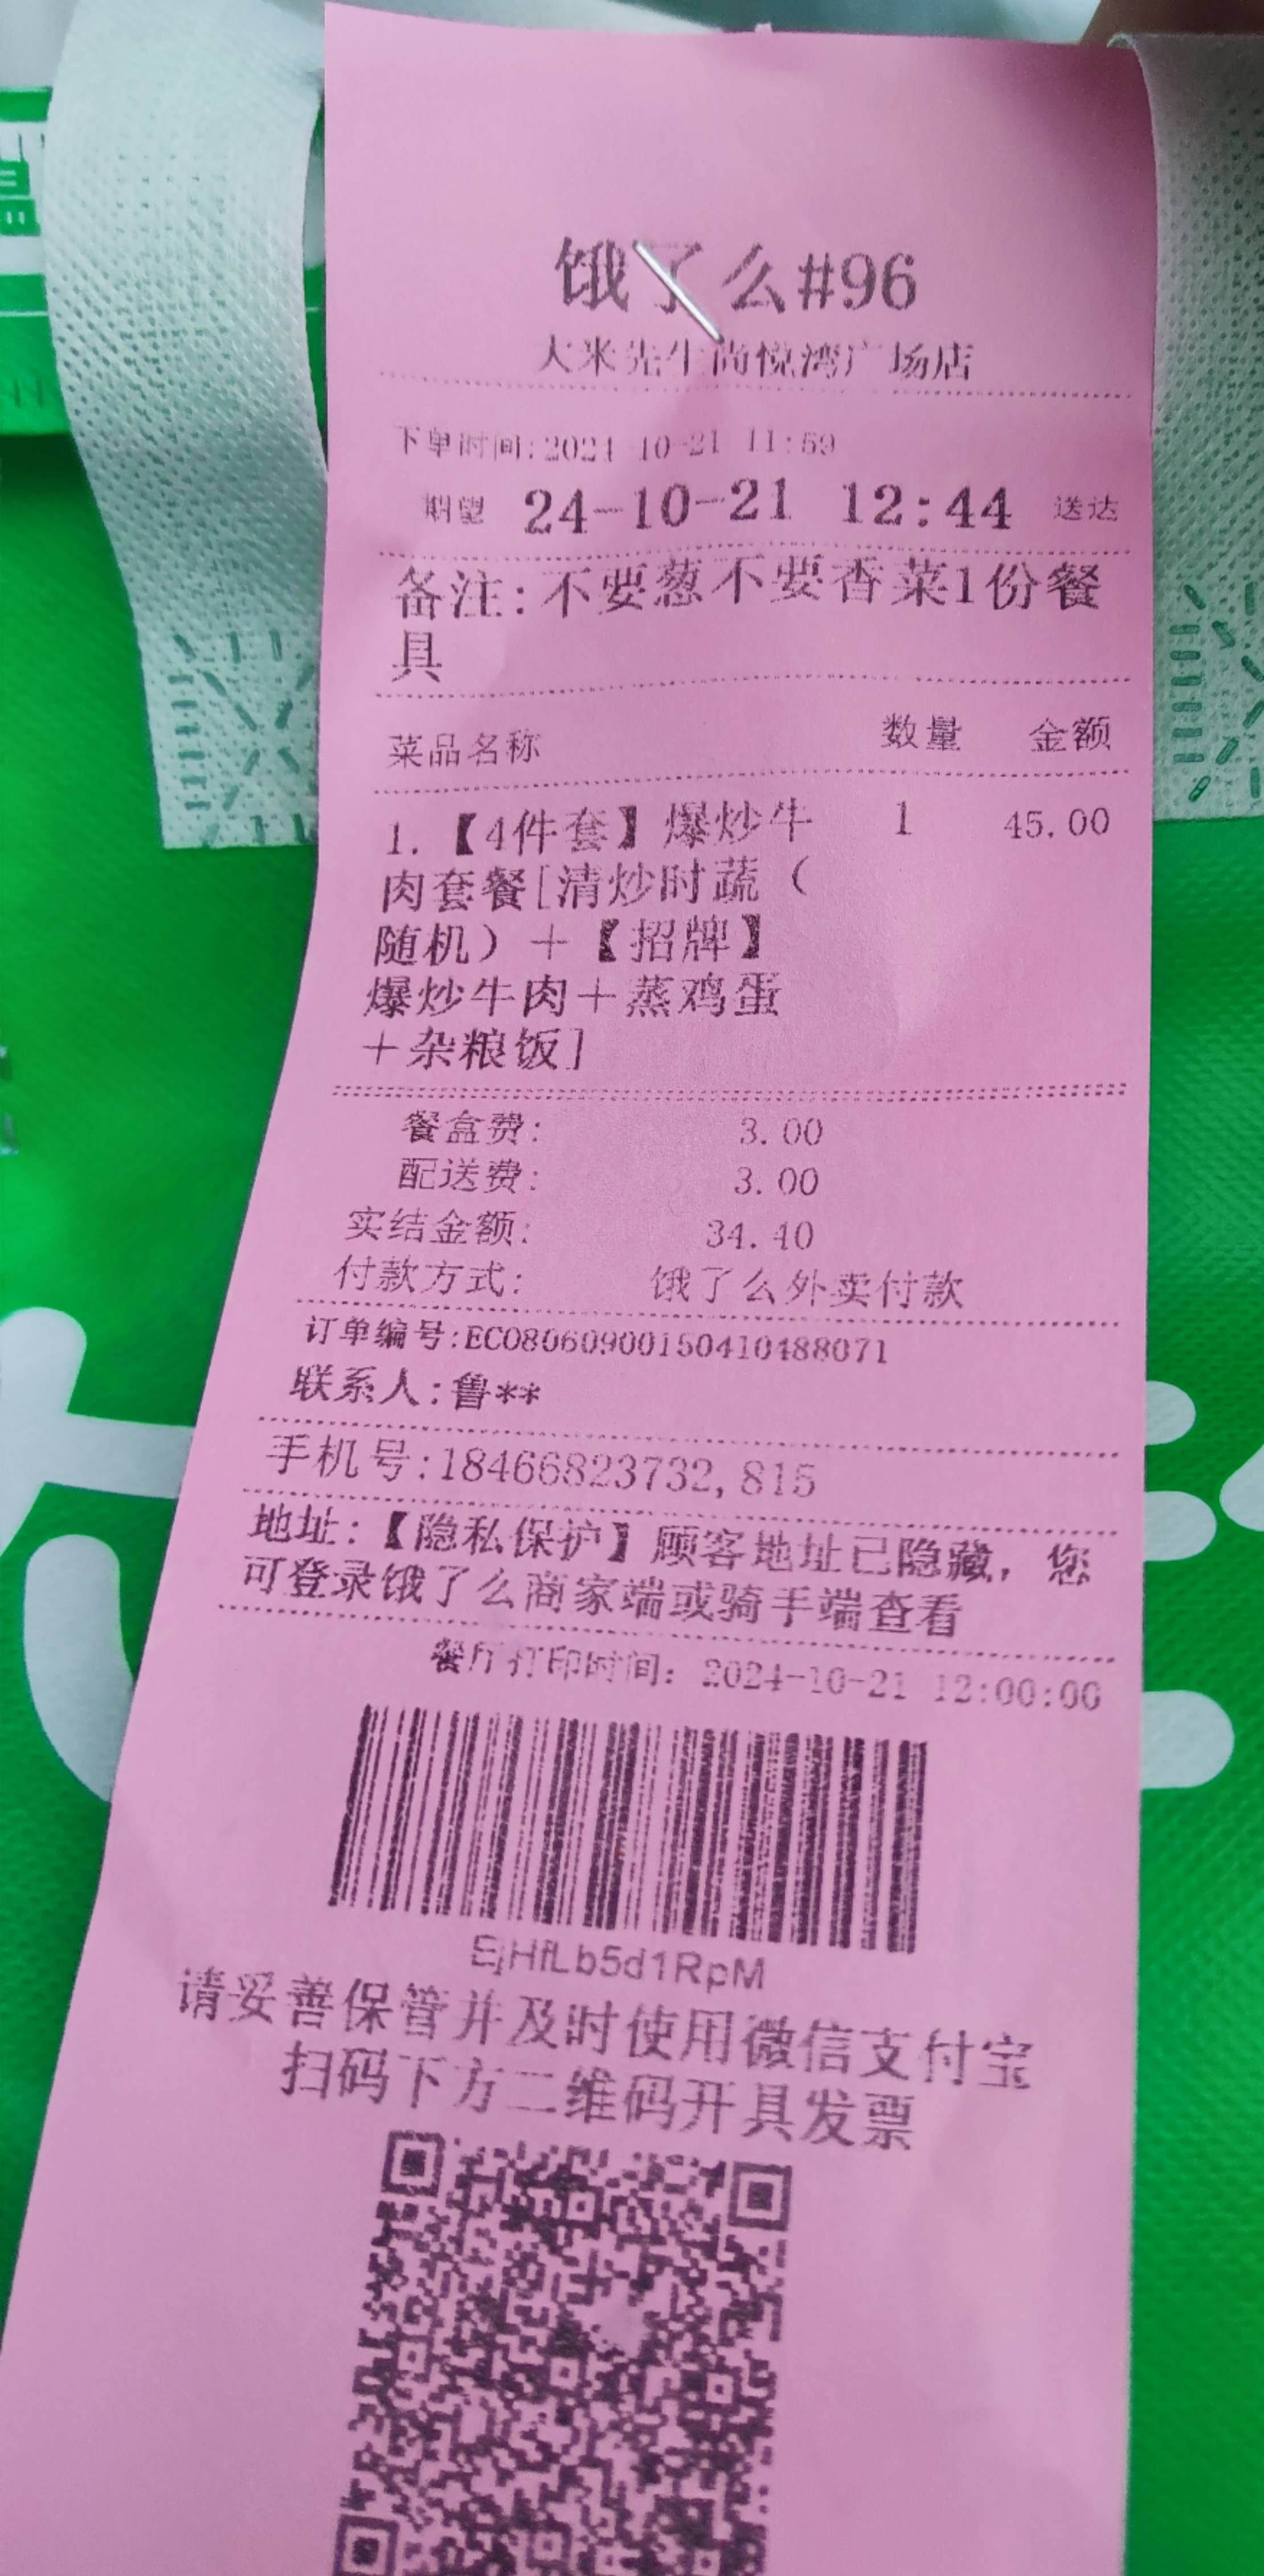 饿了么#96
大米先生尚悦湾广场店
下单时间:2024-10-21 11:59
期望 24-10-21 12:44 送达
备注:不要葱不要香菜1份餐
具
菜品名称 数量 金额
1.【4件套】爆炒牛 1 45.00
肉套餐[清炒时蔬（
随机）+【招牌】
爆炒牛肉+蒸鸡蛋
+杂粮饭]
餐盒费: 3.00
配送费: 3.00
实结金额: 34.40
付款方式: 饿了么外卖付款
订单编号:ECO8060900150410488071
联系人:鲁**
手机号:18466823732,815
地址:【隐私保护】顾客地址已隐藏，您
可登录饿了么商家端或骑手端查看
餐厅打印时间：2024-10-21 12:00:00
EjHfLb5d1RpM
请妥善保管并及时使用微信支付宝
扫码下方二维码开具发票